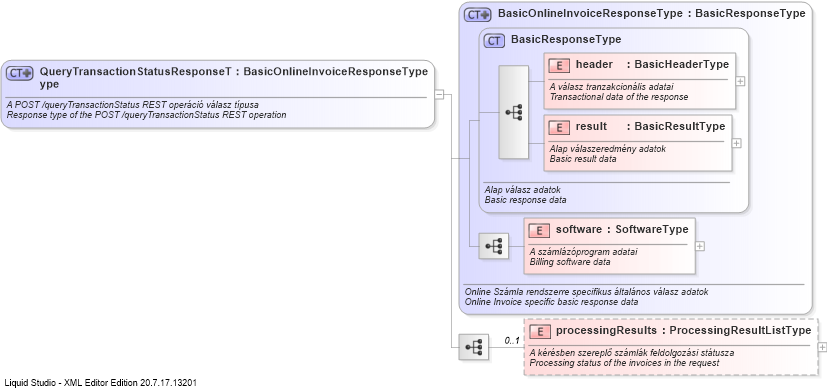 CT QueryTransactionStatusResponseT : BasicOnlineInvoiceResponseType
ype
A POST /queryTransactionStatus REST operáció válasz típusa
Response type of the POST /queryTransactionStatus REST operation
CT BasicOnlineInvoiceResponseType : BasicResponseType
CT BasicResponseType
E header : BasicHeaderType
A válasz tranzakcionális adatai
Transactional data of the response
E result : BasicResultType
Alap válaszeredmény adatok
Basic result data
Alap válasz adatok
Basic response data
E software : SoftwareType
A számlázóprogram adatai
Billing software data
Online Számla rendszerre specifikus általános válasz adatok
Online Invoice specific basic response data
0..1
E processingResults : ProcessingResultListType
A kérésben szereplő számlák feldolgozási státusza
Processing status of the invoices in the request
Liquid Studio - XML Editor Edition 20.7.17.13201